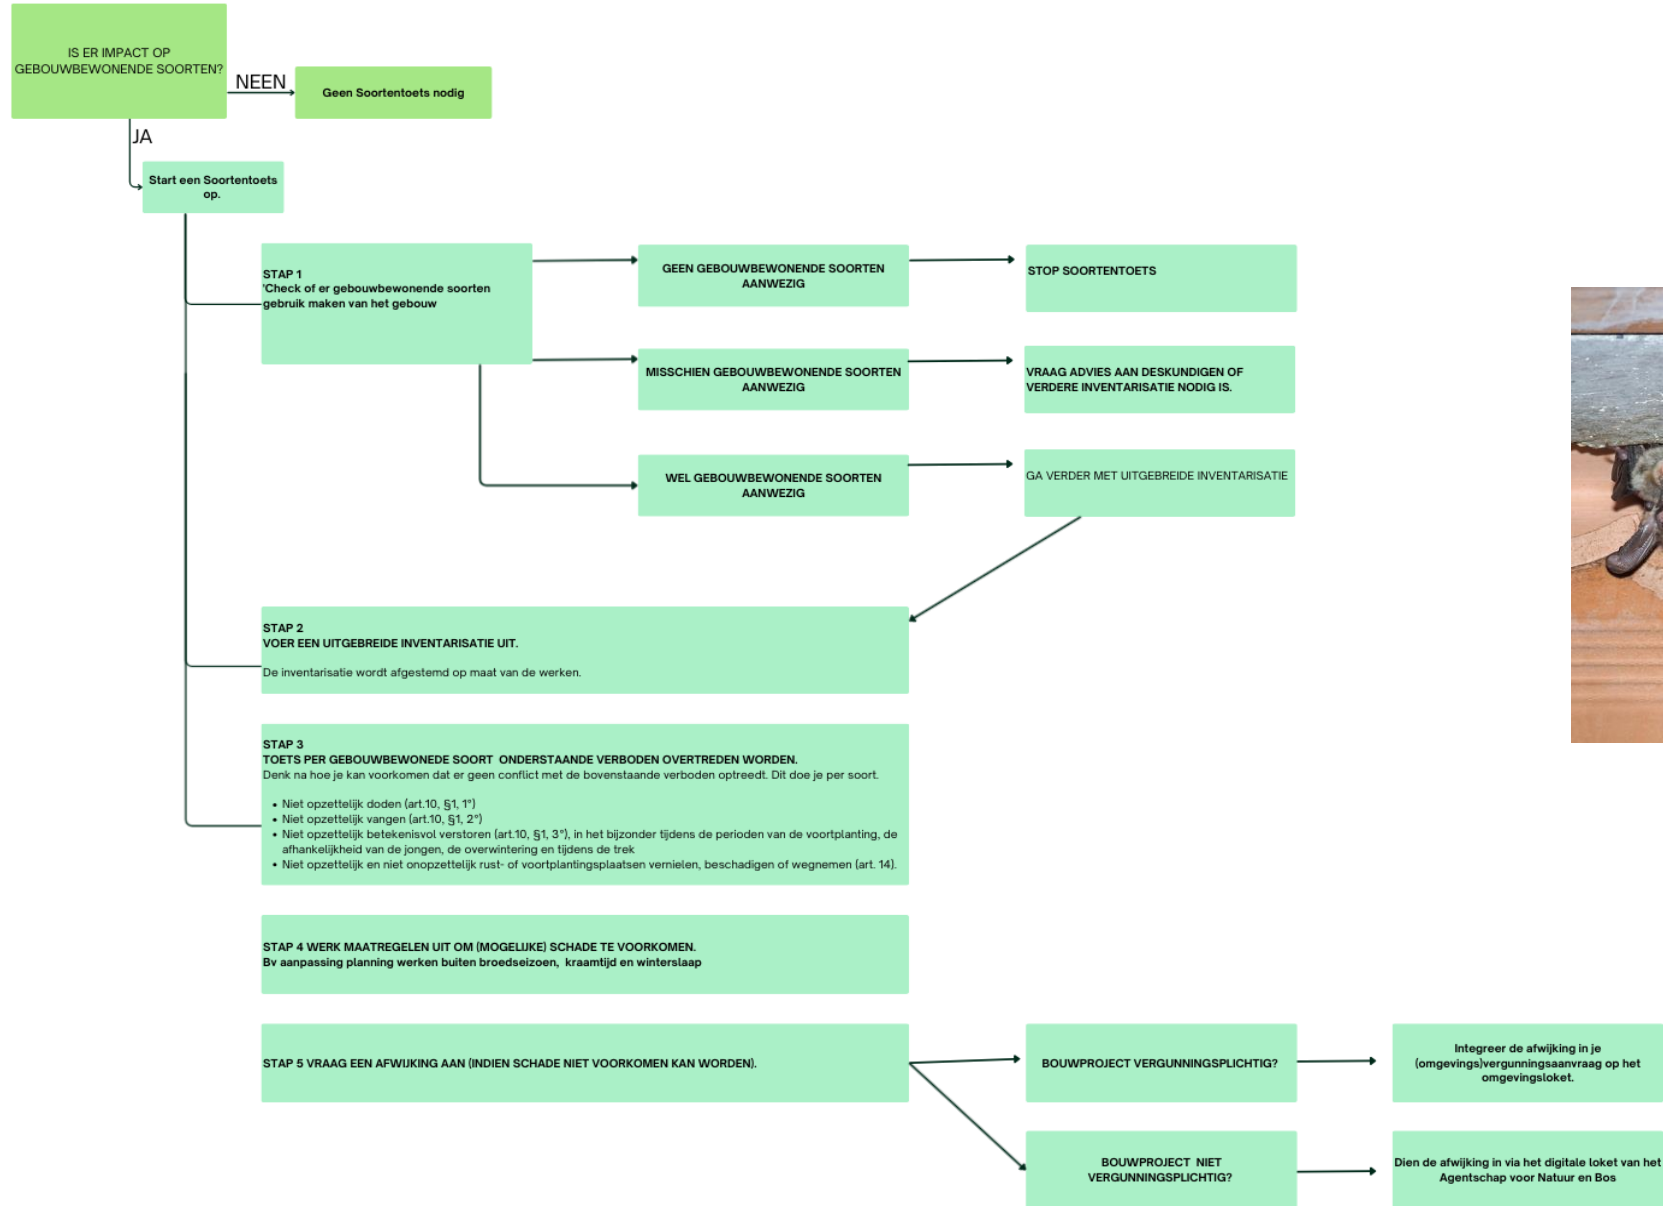 IS ER IMPACT OP
GEBOUWBEWONENDE SOORTEN?
NEEN
Geen Soortentoets nodig
JA
Start een Soortentoets
op.
STAP 1
'Check of er gebouwbewonende soorten
gebruik maken van het gebouw
GEEN GEBOUWBEWONENDE SOORTEN
AANWEZIG
STOP SOORTENTOETS
MISSCHIEN GEBOUWBEWONENDE SOORTEN
AANWEZIG
VRAAG ADVIES AAN DESKUNDIGEN OF
VERDERE INVENTARISATIE NODIG IS.
WEL GEBOUWBEWONENDE SOORTEN
AANWEZIG
GA VERDER MET UITGEBREIDE INVENTARISATIE
STAP 2
VOER EEN UITGEBREIDE INVENTARISATIE UIT.
De inventarisatie wordt afgestemd op maat van de werken.
STAP 3
TOETS PER GEBOUWBEWONEDE SOORT ONDERSTAANDE VERBODEN OVERTREDEN WORDEN.
Denk na hoe je kan voorkomen dat er geen conflict met de bovenstaande verboden optreedt. Dit doe je per soort.
• Niet opzettelijk doden (art.10, §1, 1°)
• Niet opzettelijk vangen (art.10, §1, 2°)
• Niet opzettelijk betekenisvol verstoren (art.10, §1, 3°), in het bijzonder tijdens de perioden van de voortplanting, de
afhankelijkheid van de jongen, de overwintering en tijdens de trek
• Niet opzettelijk en niet onopzettelijk rust- of voortplantingsplaatsen vernielen, beschadigen of wegnemen (art. 14).
STAP 4 WERK MAATREGELEN UIT OM (MOGELIJKE) SCHADE TE VOORKOMEN.
Bv aanpassing planning werken buiten broedseizoen, kraamtijd en winterslaap
STAP 5 VRAAG EEN AFWIJKING AAN (INDIEN SCHADE NIET VOORKOMEN KAN WORDEN).
BOUWPROJECT VERGUNNINGSPLICHTIG?
Integreer de afwijking in je
(omgevings)vergunningsaanvraag op het
omgevingsloket.
BOUWPROJECT NIET
VERGUNNINGSPLICHTIG?
Dien de afwijking in via het digitale loket van het
Agentschap voor Natuur en Bos